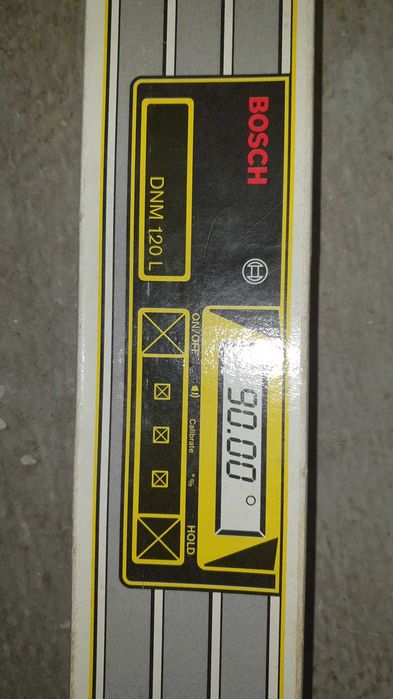 BOSCH
DNM 120 L
90.00 °
ON/OFF
Calibrate
° %
HOLD